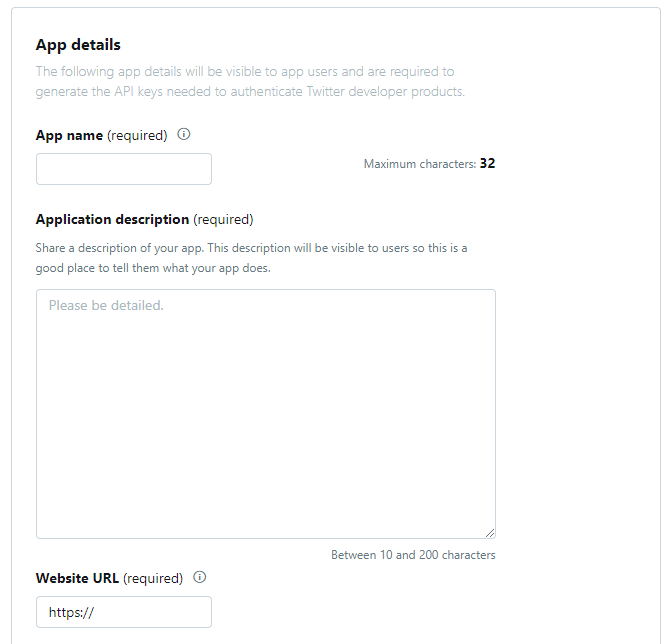 App details
The following app details will be visible to app users and are required to
generate the API keys needed to authenticate Twitter developer products.
App name (required)
Maximum characters: 32
Application description (required)
Share a description of your app. This description will be visible to users so this is a
good place to tell them what your app does.
Please be detailed.
Between 10 and 200 characters
Website URL (required)
https://